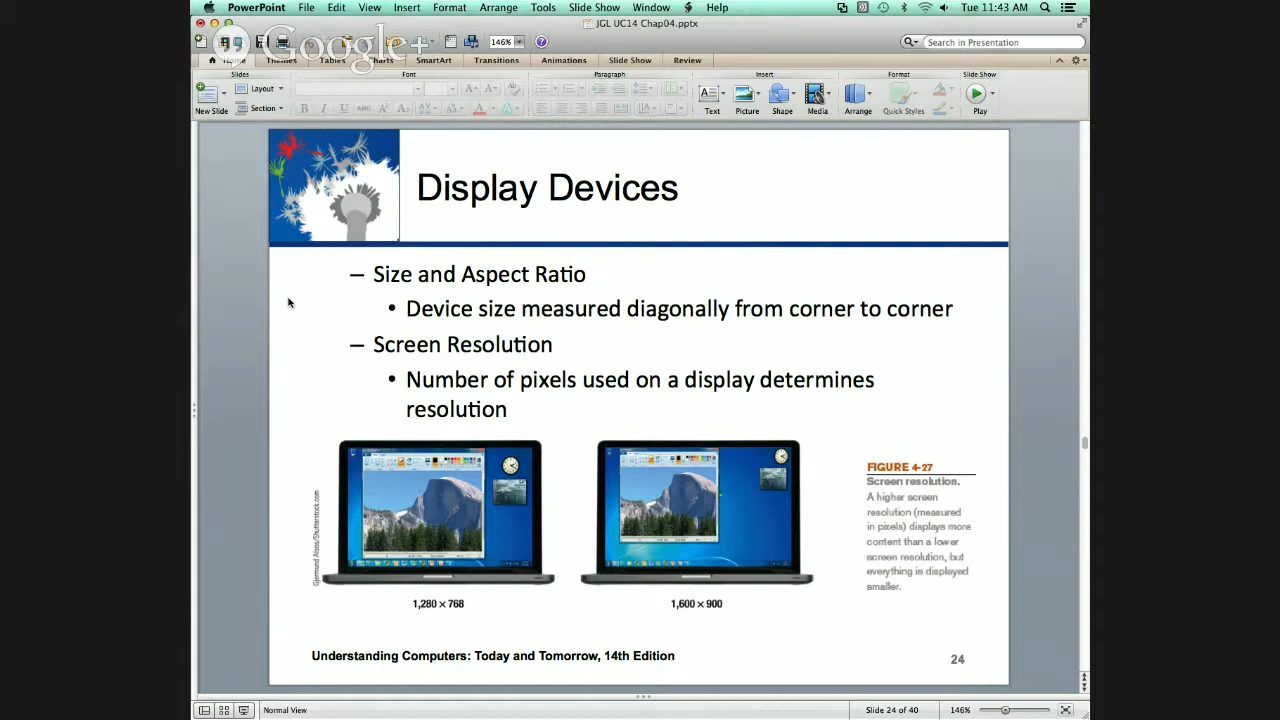 PowerPoint File Edit View Insert Format Arrange Tools Slide Show Window Help Tue 11:43 AM
JGL UC14 Chap04.pptx
Google+
146% Search in Presentation
Home Themes Tables Charts SmartArt Transitions Animations Slide Show Review
Slides Font Paragraph Insert Format Slide Show
Layout
Section
New Slide Text Picture Shape Media Arrange Quick Styles Play
Display Devices
– Size and Aspect Ratio
• Device size measured diagonally from corner to corner
– Screen Resolution
• Number of pixels used on a display determines
resolution
Gjermund Alsos/Shutterstock.com
FIGURE 4-27
Screen resolution.
A higher screen
resolution (measured
in pixels) displays more
content than a lower
screen resolution, but
everything is displayed
smaller.
1,280 × 768
1,600 × 900
Understanding Computers: Today and Tomorrow, 14th Edition
24
Normal View Slide 24 of 40 146%